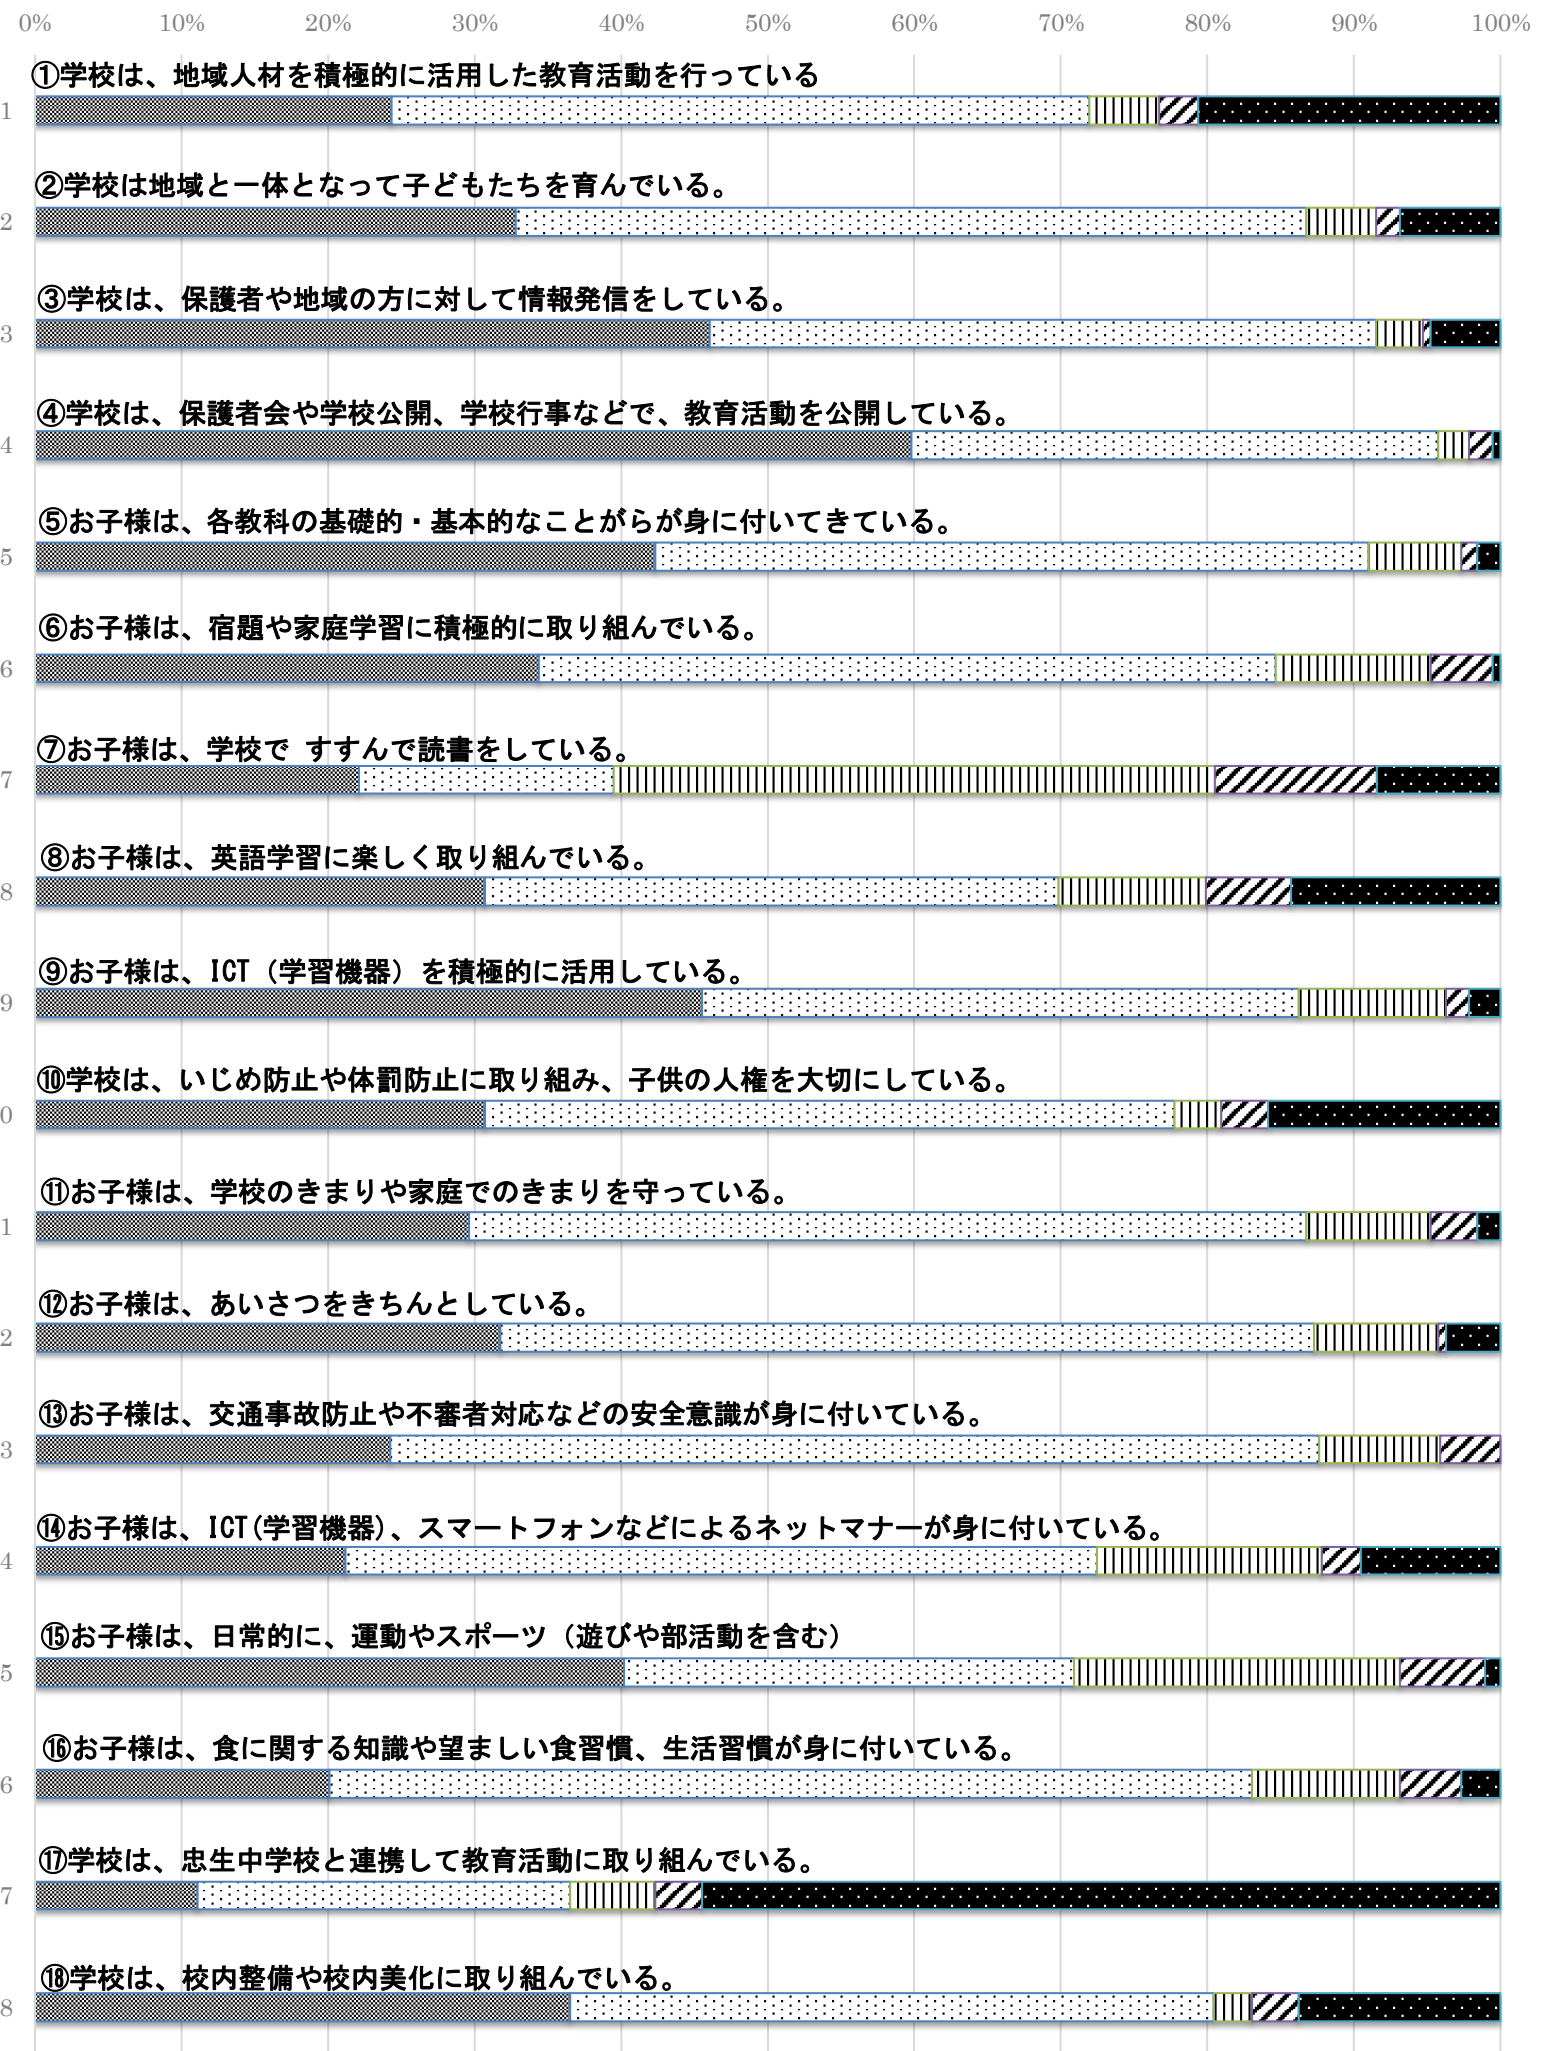 0% 10% 20% 30% 40% 50% 60% 70% 80% 90% 100%
①学校は、地域人材を積極的に活用した教育活動を行っている
1
②学校は地域と一体となって子どもたちを育んでいる。
2
③学校は、保護者や地域の方に対して情報発信をしている。
3
④学校は、保護者会や学校公開、学校行事などで、教育活動を公開している。
4
⑤お子様は、各教科の基礎的・基本的なことがらが身に付いてきている。
5
⑥お子様は、宿題や家庭学習に積極的に取り組んでいる。
6
⑦お子様は、学校で すすんで読書をしている。
7
⑧お子様は、英語学習に楽しく取り組んでいる。
8
⑨お子様は、ICT（学習機器）を積極的に活用している。
9
⑩学校は、いじめ防止や体罰防止に取り組み、子供の人権を大切にしている。
0
⑪お子様は、学校のきまりや家庭でのきまりを守っている。
1
⑫お子様は、あいさつをきちんとしている。
2
⑬お子様は、交通事故防止や不審者対応などの安全意識が身に付いている。
3
⑭お子様は、ICT(学習機器)、スマートフォンなどによるネットマナーが身に付いている。
4
⑮お子様は、日常的に、運動やスポーツ（遊びや部活動を含む）
5
⑯お子様は、食に関する知識や望ましい食習慣、生活習慣が身に付いている。
6
⑰学校は、忠生中学校と連携して教育活動に取り組んでいる。
7
⑱学校は、校内整備や校内美化に取り組んでいる。
8